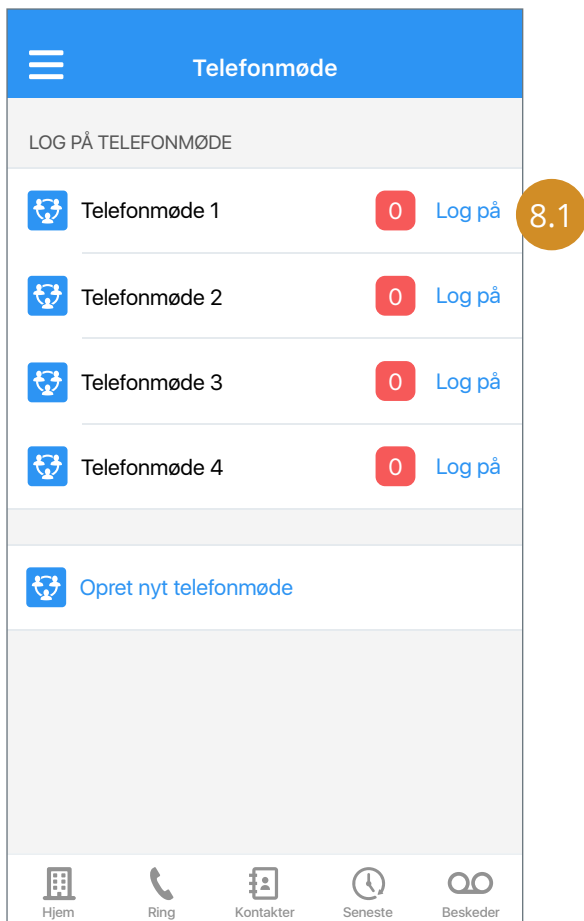 Telefonmøde
LOG PÅ TELEFONMØDE
Telefonmøde 1 0 Log på 8.1
Telefonmøde 2 0 Log på
Telefonmøde 3 0 Log på
Telefonmøde 4 0 Log på
Opret nyt telefonmøde
Hjem Ring Kontakter Seneste Beskeder